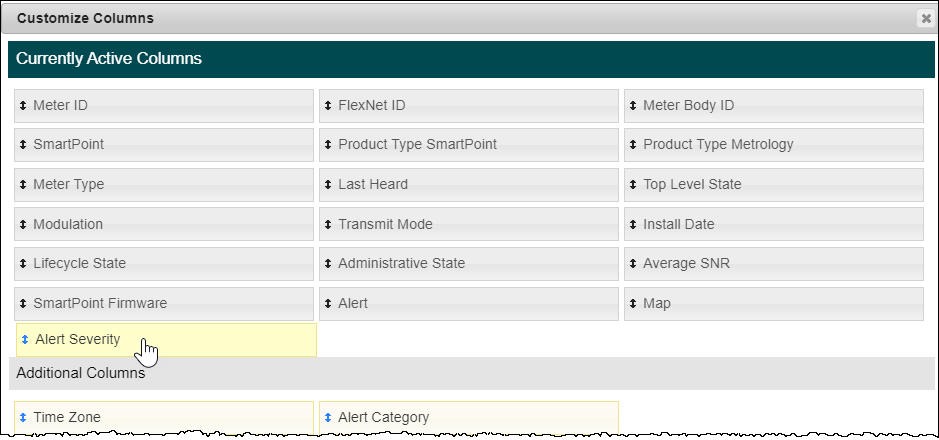 Customize Columns
Currently Active Columns
Meter ID
FlexNet ID
Meter Body ID
SmartPoint
Product Type SmartPoint
Product Type Metrology
Meter Type
Last Heard
Top Level State
Modulation
Transmit Mode
Install Date
Lifecycle State
Administrative State
Average SNR
SmartPoint Firmware
Alert
Map
Alert Severity
Additional Columns
Time Zone
Alert Category